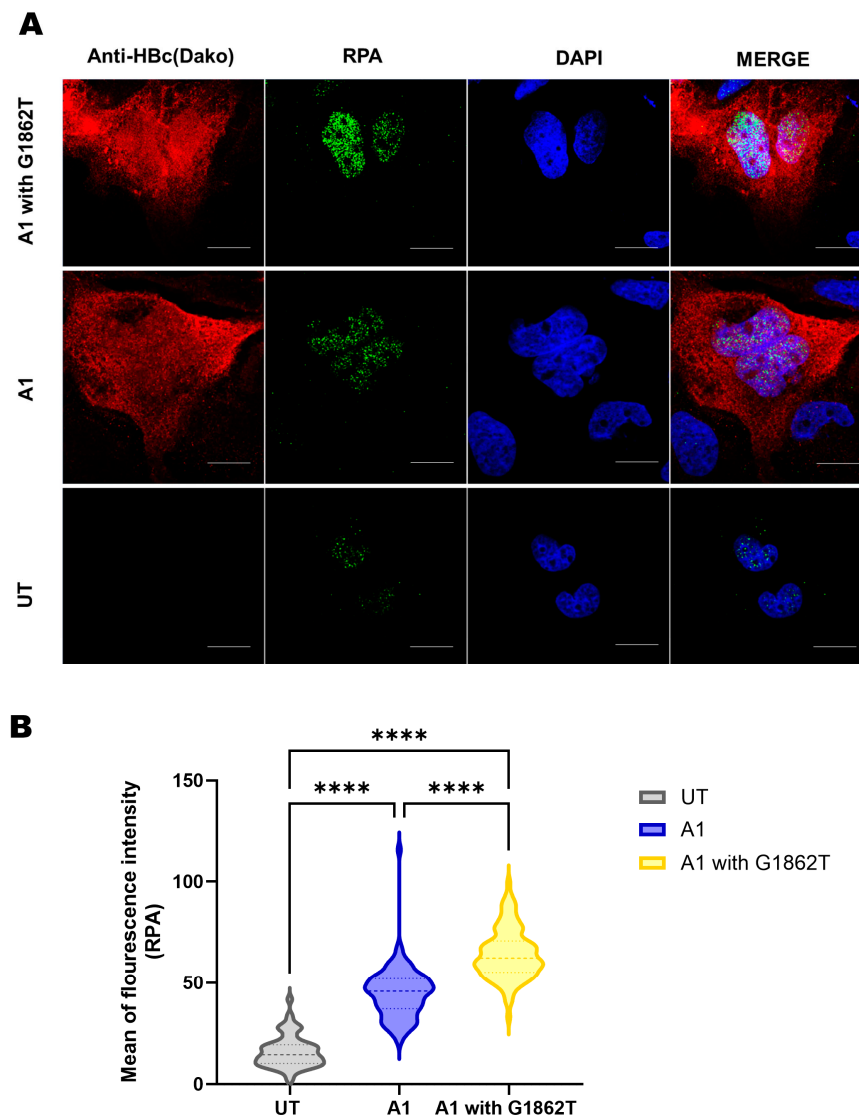 A
Anti-HBc(Dako) RPA DAPI MERGE
A1 with G1862T
A1
UT
B
**** 
**** ****
Mean of flourescence intensity
(RPA)
150
100
50
0
UT A1 A1 with G1862T
UT
A1
A1 with G1862T